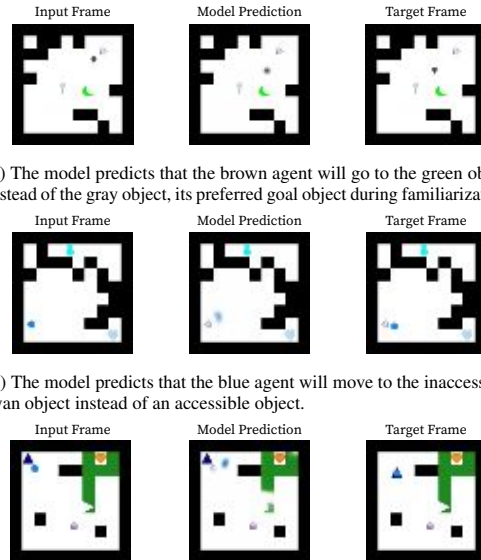 Input Frame Model Prediction Target Frame
) The model predicts that the brown agent will go to the green ob
stead of the gray object, its preferred goal object during familiariza
Input Frame Model Prediction Target Frame
) The model predicts that the blue agent will move to the inacces
an object instead of an accessible object.
Input Frame Model Prediction Target Frame